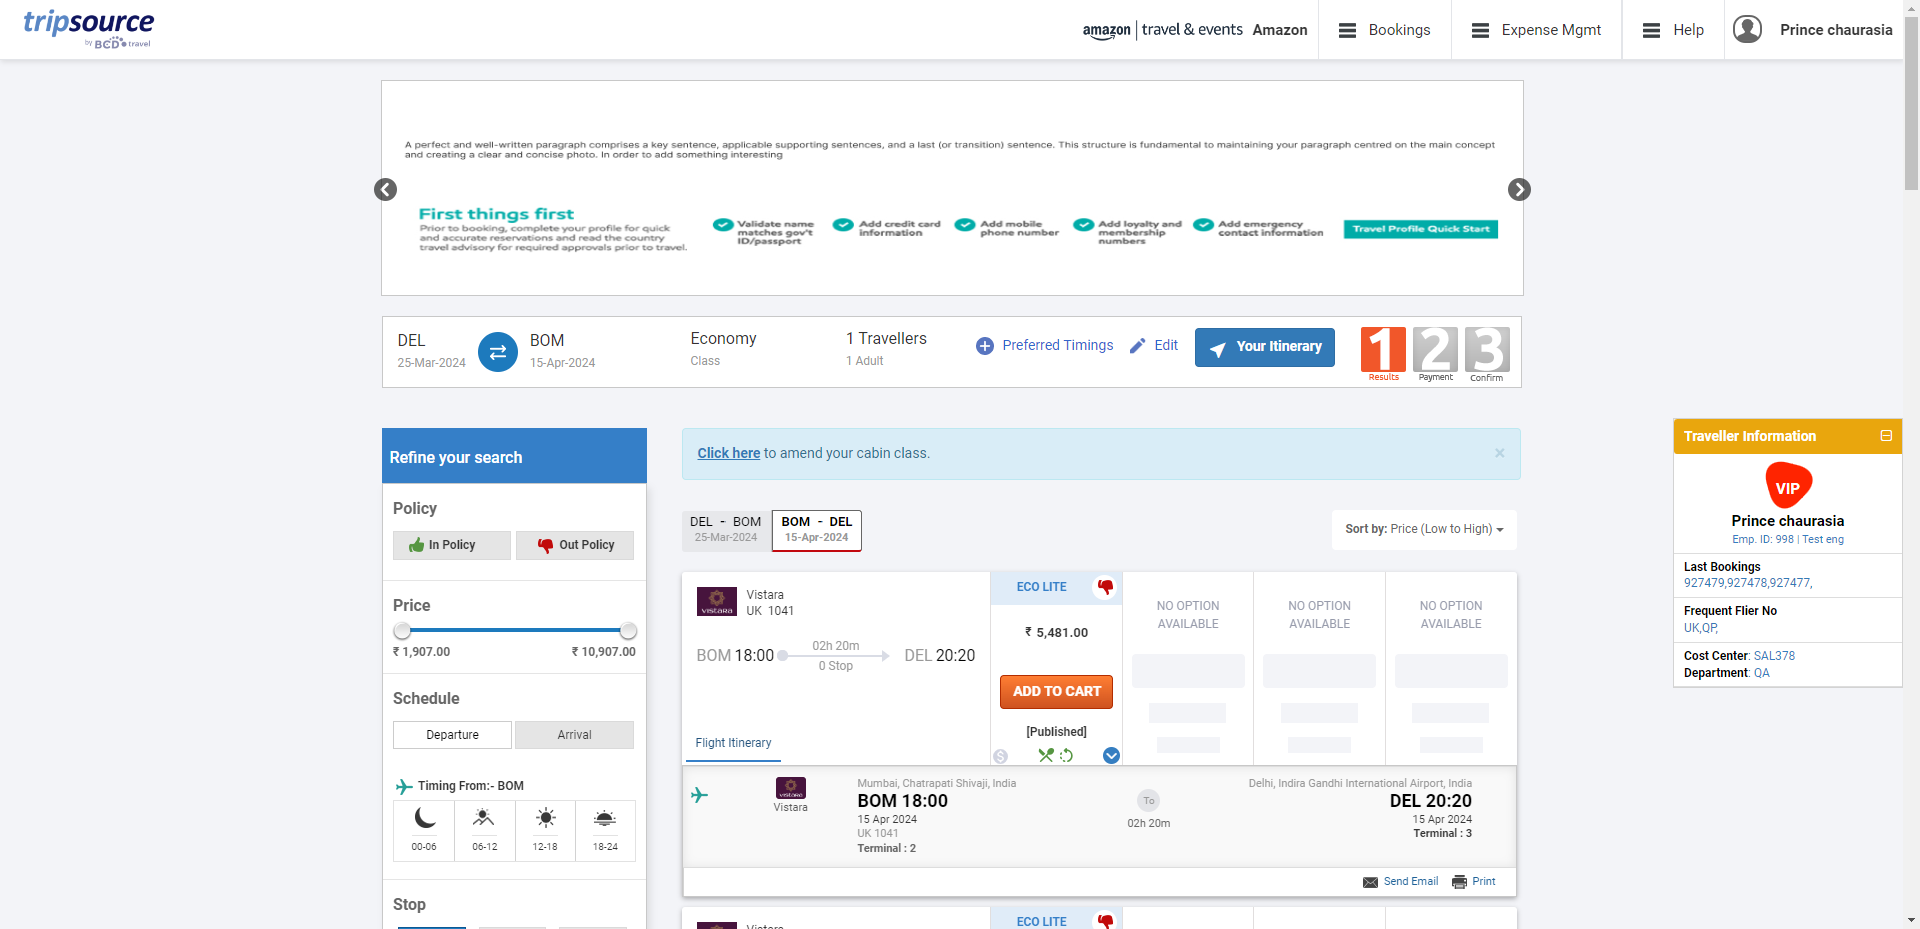 tripsource
by BCD travel
amazon | travel & events Amazon
Bookings
Expense Mgmt
Help
Prince chaurasia
A perfect and well-written paragraph comprises a key sentence, applicable supporting sentences, and a last (or transition) sentence. This structure is fundamental to maintaining your paragraph centred on the main concept
and creating a clear and concise photo. In order to add something interesting
First things first
Prior to booking, complete your profile for quick
and accurate reservations and read the country
travel advisory for required approvals prior to travel.
Validate name
matches gov't
ID/passport
Add credit card
information
Add mobile
phone number
Add loyalty and
membership
numbers
Add emergency
contact information
Travel Profile Quick Start
DEL
25-Mar-2024
BOM
15-Apr-2024
Economy
Class
1 Travellers
1 Adult
Preferred Timings
Edit
Your Itinerary
1
Results
2
Payment
3
Confirm
Refine your search
Policy
In Policy
Out Policy
Price
₹ 1,907.00
₹ 10,907.00
Schedule
Departure
Arrival
Timing From:- BOM
00-06
06-12
12-18
18-24
Stop
Click here to amend your cabin class.
×
DEL - BOM
25-Mar-2024
BOM - DEL
15-Apr-2024
Sort by: Price (Low to High)
VISTARA
Vistara
UK 1041
BOM 18:00
02h 20m
0 Stop
DEL 20:20
Flight Itinerary
ECO LITE
₹ 5,481.00
ADD TO CART
[Published]
NO OPTION
AVAILABLE
NO OPTION
AVAILABLE
NO OPTION
AVAILABLE
VISTARA
Vistara
Mumbai, Chatrapati Shivaji, India
BOM 18:00
15 Apr 2024
UK 1041
Terminal : 2
To
02h 20m
Delhi, Indira Gandhi International Airport, India
DEL 20:20
15 Apr 2024
Terminal : 3
Send Email
Print
Vistara
ECO LITE
Traveller Information
VIP
Prince chaurasia
Emp. ID: 998 | Test eng
Last Bookings
927479,927478,927477,
Frequent Flier No
UK,QP,
Cost Center: SAL378
Department: QA